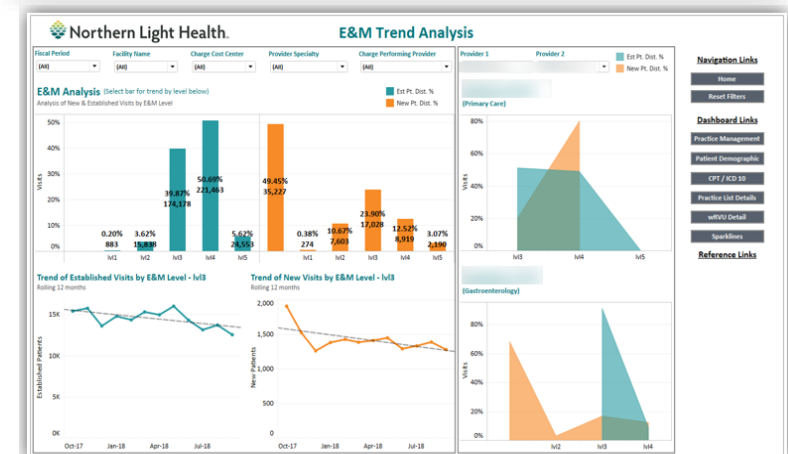 Northern Light Health.
E&M Trend Analysis
Fiscal Period
Facility Name
Charge Cost Center
Provider Specialty
Charge Performing Provider
(All)
(All)
(All)
(All)
(All)
Provider 1
Provider 2
Est Pt. Dist. %
New Pt. Dist. %
E&M Analysis (Select bar for trend by level below)
Analysis of New & Established Visits by E&M Level
Est Pt. Dist. %
New Pt. Dist. %
Visits
50%
40%
30%
20%
10%
0%
0.20%
883
3.62%
15,838
39.87%
174,178
50.69%
221,463
5.62%
24,553
lvl1
lvl2
lvl3
lvl4
lvl5
49.45%
35,227
0.38%
274
10.67%
7,603
23.90%
17,028
12.52%
8,919
3.07%
2,190
lvl1
lvl2
lvl3
lvl4
lvl5
Trend of Established Visits by E&M Level - lvl3
Rolling 12 months
Established Patients
15K
10K
5K
0K
Oct-17
Jan-18
Apr-18
Jul-18
Trend of New Visits by E&M Level - lvl3
Rolling 12 months
New Patients
2,000
1,500
1,000
500
0
Oct-17
Jan-18
Apr-18
Jul-18
(Primary Care)
Visits
80%
60%
40%
20%
0%
lvl3
lvl4
lvl5
(Gastroenterology)
Visits
80%
60%
40%
20%
0%
lvl2
lvl3
lvl4
Navigation Links
Home
Reset Filters
Dashboard Links
Practice Management
Patient Demographic
CPT / ICD 10
Practice List Details
wRVU Detail
Sparklines
Reference Links